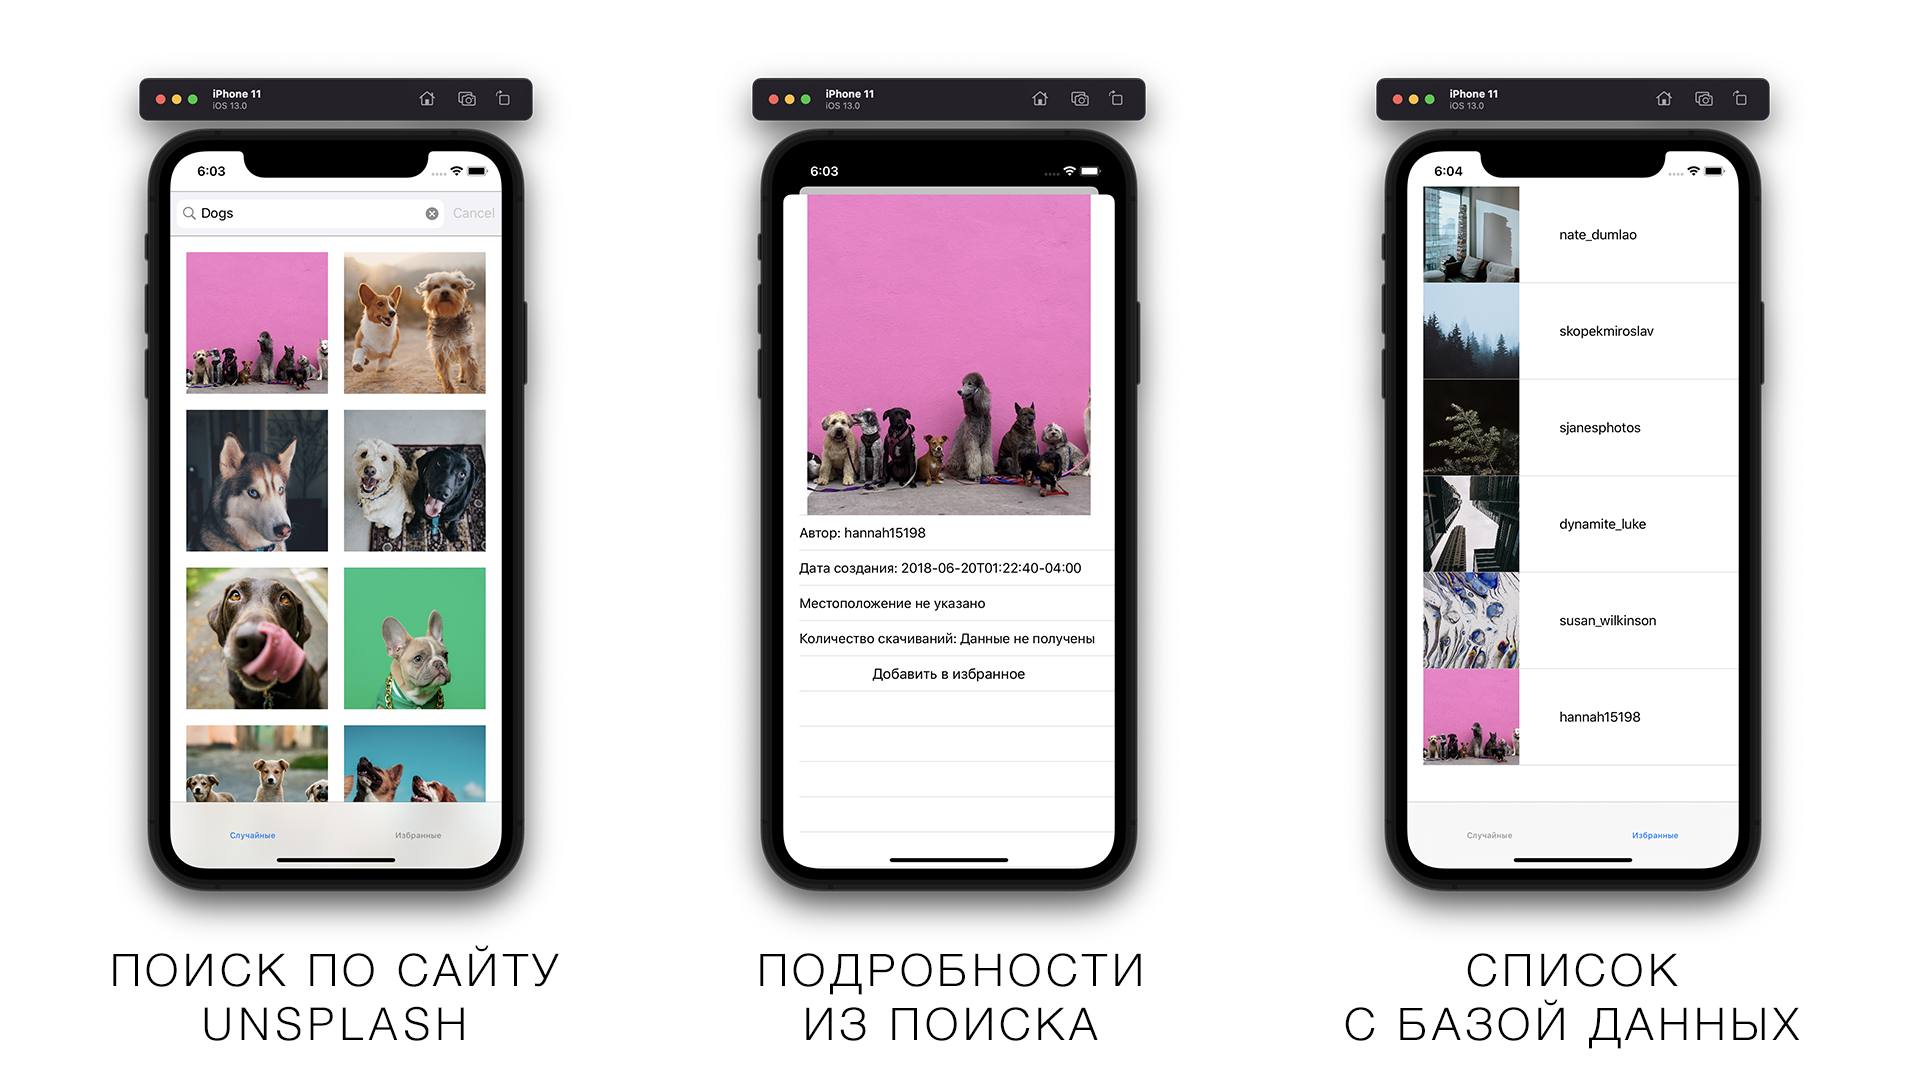 iPhone 11
iOS 13.0
6:03
Dogs
Cancel
Случайные
Избранные
ПОИСК ПО САЙТУ
UNSPLASH
iPhone 11
iOS 13.0
6:03
Автор: hannah15198
Дата создания: 2018-06-20T01:22:40-04:00
Местоположение не указано
Количество скачиваний: Данные не получены
Добавить в избранное
ПОДРОБНОСТИ
ИЗ ПОИСКА
iPhone 11
iOS 13.0
6:04
nate_dumlao
skopekmiroslav
sjanesphotos
dynamite_luke
susan_wilkinson
hannah15198
Случайные
Избранные
СПИСОК
С БАЗОЙ ДАННЫХ